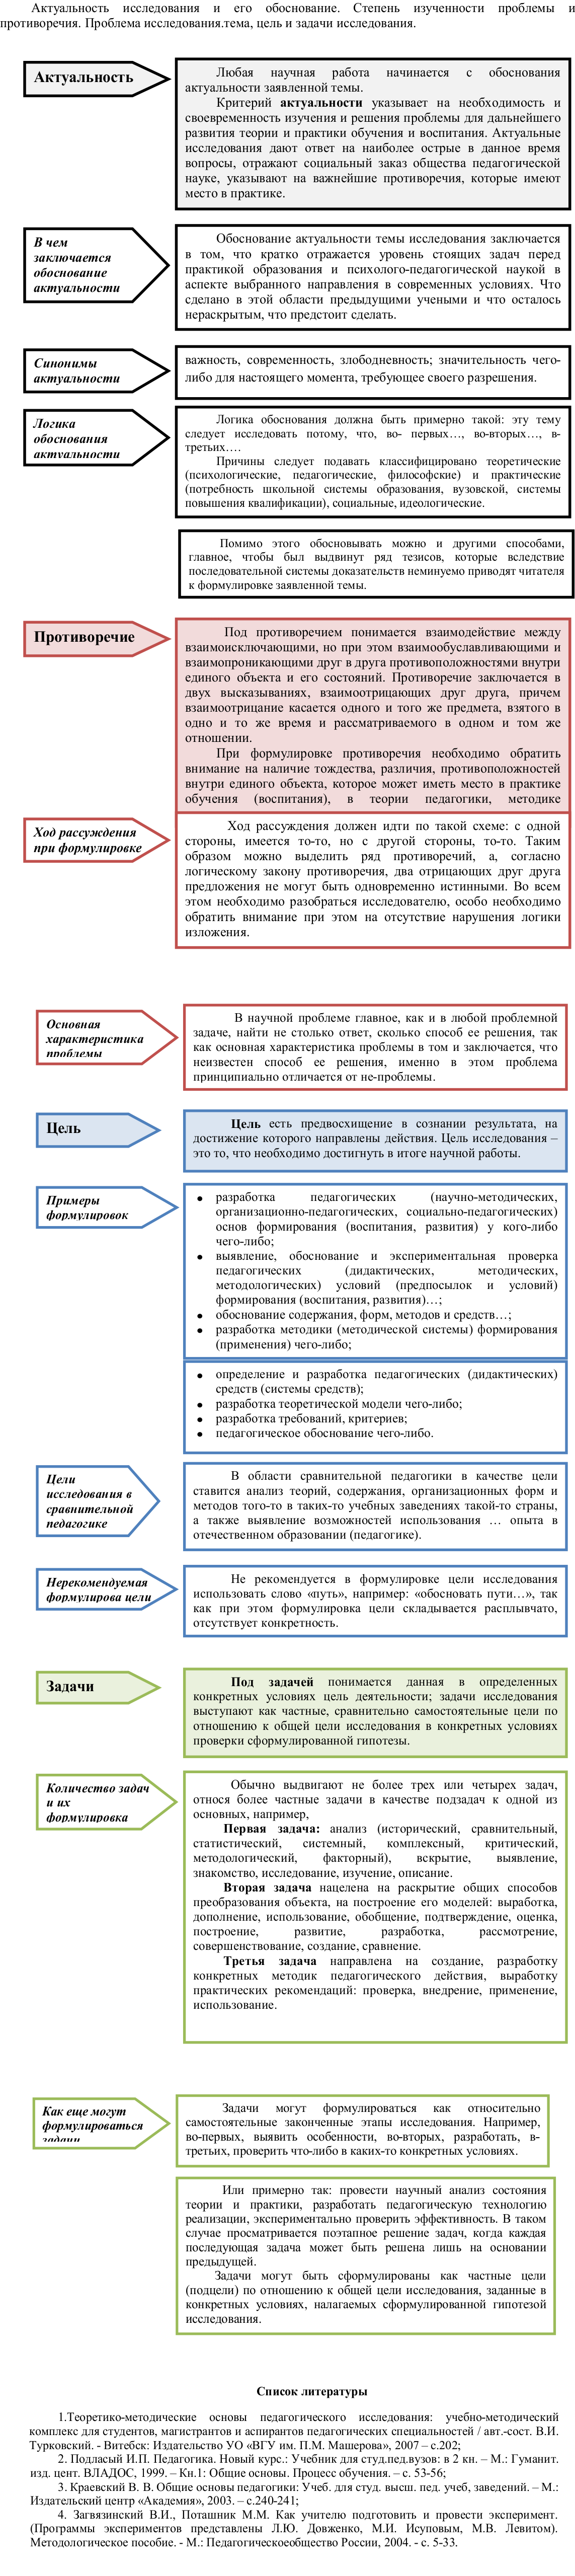 Актуальность исследования и его обоснование. Степень изученности проблемы и
противоречия. Проблема исследования.тема, цель и задачи исследования.
Актуальность
Любая научная работа начинается с обоснования
актуальности заявленной темы.
Критерий актуальности указывает на необходимость и
своевременность изучения и решения проблемы для дальнейшего
развития теории и практики обучения и воспитания. Актуальные
исследования дают ответ на наиболее острые в данное время
вопросы, отражают социальный заказ общества педагогической
науке, указывают на важнейшие противоречия, которые имеют
место в практике.
В чем
заключается
обоснование
актуальности
Обоснование актуальности темы исследования заключается
в том, что кратко отражается уровень стоящих задач перед
практикой образования и психолого-педагогической наукой в
аспекте выбранного направления в современных условиях. Что
сделано в этой области предыдущими учеными и что осталось
нераскрытым, что предстоит сделать.
Синонимы
актуальности
важность, современность, злободневность; значительность чего-
либо для настоящего момента, требующее своего разрешения.
Логика
обоснования
актуальности
Логика обоснования должна быть примерно такой: эту тему
следует исследовать потому, что, во- первых…, во-вторых…, в-
третьих….
Причины следует подавать классифицировано теоретические
(психологические, педагогические, философские) и практические
(потребность школьной системы образования, вузовской, системы
повышения квалификации), социальные, идеологические.
Помимо этого обосновывать можно и другими способами,
главное, чтобы был выдвинут ряд тезисов, которые вследствие
последовательной системы доказательств неминуемо приводят читателя
к формулировке заявленной темы.
Противоречие
Под противоречием понимается взаимодействие между
взаимоисключающими, но при этом взаимообуславливающими и
взаимопроникающими друг в друга противоположностями внутри
единого объекта и его состояний. Противоречие заключается в
двух высказываниях, взаимоотрицающих друг друга, причем
взаимоотрицание касается одного и того же предмета, взятого в
одно и то же время и рассматриваемого в одном и том же
отношении.
При формулировке противоречия необходимо обратить
внимание на наличие тождества, различия, противоположностей
внутри единого объекта, которое может иметь место в практике
обучения (воспитания), в теории педагогики, методике
Ход рассуждения
при формулировке
Ход рассуждения должен идти по такой схеме: с одной
стороны, имеется то-то, но с другой стороны, то-то. Таким
образом можно выделить ряд противоречий, а, согласно
логическому закону противоречия, два отрицающих друг друга
предложения не могут быть одновременно истинными. Во всем
этом необходимо разобраться исследователю, особо необходимо
обратить внимание при этом на отсутствие нарушения логики
изложения.
Основная
характеристика
проблемы
В научной проблеме главное, как и в любой проблемной
задаче, найти не столько ответ, сколько способ ее решения, так
как основная характеристика проблемы в том и заключается, что
неизвестен способ ее решения, именно в этом проблема
принципиально отличается от не-проблемы.
Цель
Цель есть предвосхищение в сознании результата, на
достижение которого направлены действия. Цель исследования –
это то, что необходимо достигнуть в итоге научной работы.
Примеры
формулировок
● разработка педагогических (научно-методических,
организационно-педагогических, социально-педагогических)
основ формирования (воспитания, развития) у кого-либо
чего-либо;
● выявление, обоснование и экспериментальная проверка
педагогических (дидактических, методических,
методологических) условий (предпосылок и условий)
формирования (воспитания, развития)…;
● обоснование содержания, форм, методов и средств…;
● разработка методики (методической системы) формирования
(применения) чего-либо;
● определение и разработка педагогических (дидактических)
средств (системы средств);
● разработка теоретической модели чего-либо;
● разработка требований, критериев;
● педагогическое обоснование чего-либо.
Цели
исследования в
сравнительной
педагогике
В области сравнительной педагогики в качестве цели
ставится анализ теорий, содержания, организационных форм и
методов того-то в таких-то учебных заведениях такой-то страны,
а также выявление возможностей использования … опыта в
отечественном образовании (педагогике).
Нерекомендуемая
формулирова цели
Не рекомендуется в формулировке цели исследования
использовать слово «путь», например: «обосновать пути…», так
как при этом формулировка цели складывается расплывчато,
отсутствует конкретность.
Задачи
Под задачей понимается данная в определенных
конкретных условиях цель деятельности; задачи исследования
выступают как частные, сравнительно самостоятельные цели по
отношению к общей цели исследования в конкретных условиях
проверки сформулированной гипотезы.
Количество задач
и их
формулировка
Обычно выдвигают не более трех или четырех задач,
относя более частные задачи в качестве подзадач к одной из
основных, например,
Первая задача: анализ (исторический, сравнительный,
статистический, системный, комплексный, критический,
методологический, факторный), вскрытие, выявление,
знакомство, исследование, изучение, описание.
Вторая задача нацелена на раскрытие общих способов
преобразования объекта, на построение его моделей: выработка,
дополнение, использование, обобщение, подтверждение, оценка,
построение, развитие, разработка, рассмотрение,
совершенствование, создание, сравнение.
Третья задача направлена на создание, разработку
конкретных методик педагогического действия, выработку
практических рекомендаций: проверка, внедрение, применение,
использование.
Как еще могут
формулироваться
задачи
Задачи могут формулироваться как относительно
самостоятельные законченные этапы исследования. Например,
во-первых, выявить особенности, во-вторых, разработать, в-
третьих, проверить что-либо в каких-то конкретных условиях.
Или примерно так: провести научный анализ состояния
теории и практики, разработать педагогическую технологию
реализации, экспериментально проверить эффективность. В таком
случае просматривается поэтапное решение задач, когда каждая
последующая задача может быть решена лишь на основании
предыдущей.
Задачи могут быть сформулированы как частные цели
(подцели) по отношению к общей цели исследования, заданные в
конкретных условиях, налагаемых сформулированной гипотезой
исследования.
Список литературы
1.Теоретико-методические основы педагогического исследования: учебно-методический
комплекс для студентов, магистрантов и аспирантов педагогических специальностей / авт.-сост. В.И.
Турковский. - Витебск: Издательство УО «ВГУ им. П.М. Машерова», 2007 – с.202;
2. Подласый И.П. Педагогика. Новый курс.: Учебник для студ.пед.вузов: в 2 кн. – М.: Гуманит.
изд. цент. ВЛАДОС, 1999. – Кн.1: Общие основы. Процесс обучения. – с. 53-56;
3. Краевский В. В. Общие основы педагогики: Учеб. для студ. высш. пед. учеб, заведений. – М.:
Издательский центр «Академия», 2003. – с.240-241;
4. Загвязинский В.И., Поташник М.М. Как учителю подготовить и провести эксперимент.
(Программы экспериментов представлены Л.Ю. Довженко, М.И. Исуповым, М.В. Левитом).
Методологическое пособие. - М.: Педагогическоеобщество России, 2004. - с. 5-33.